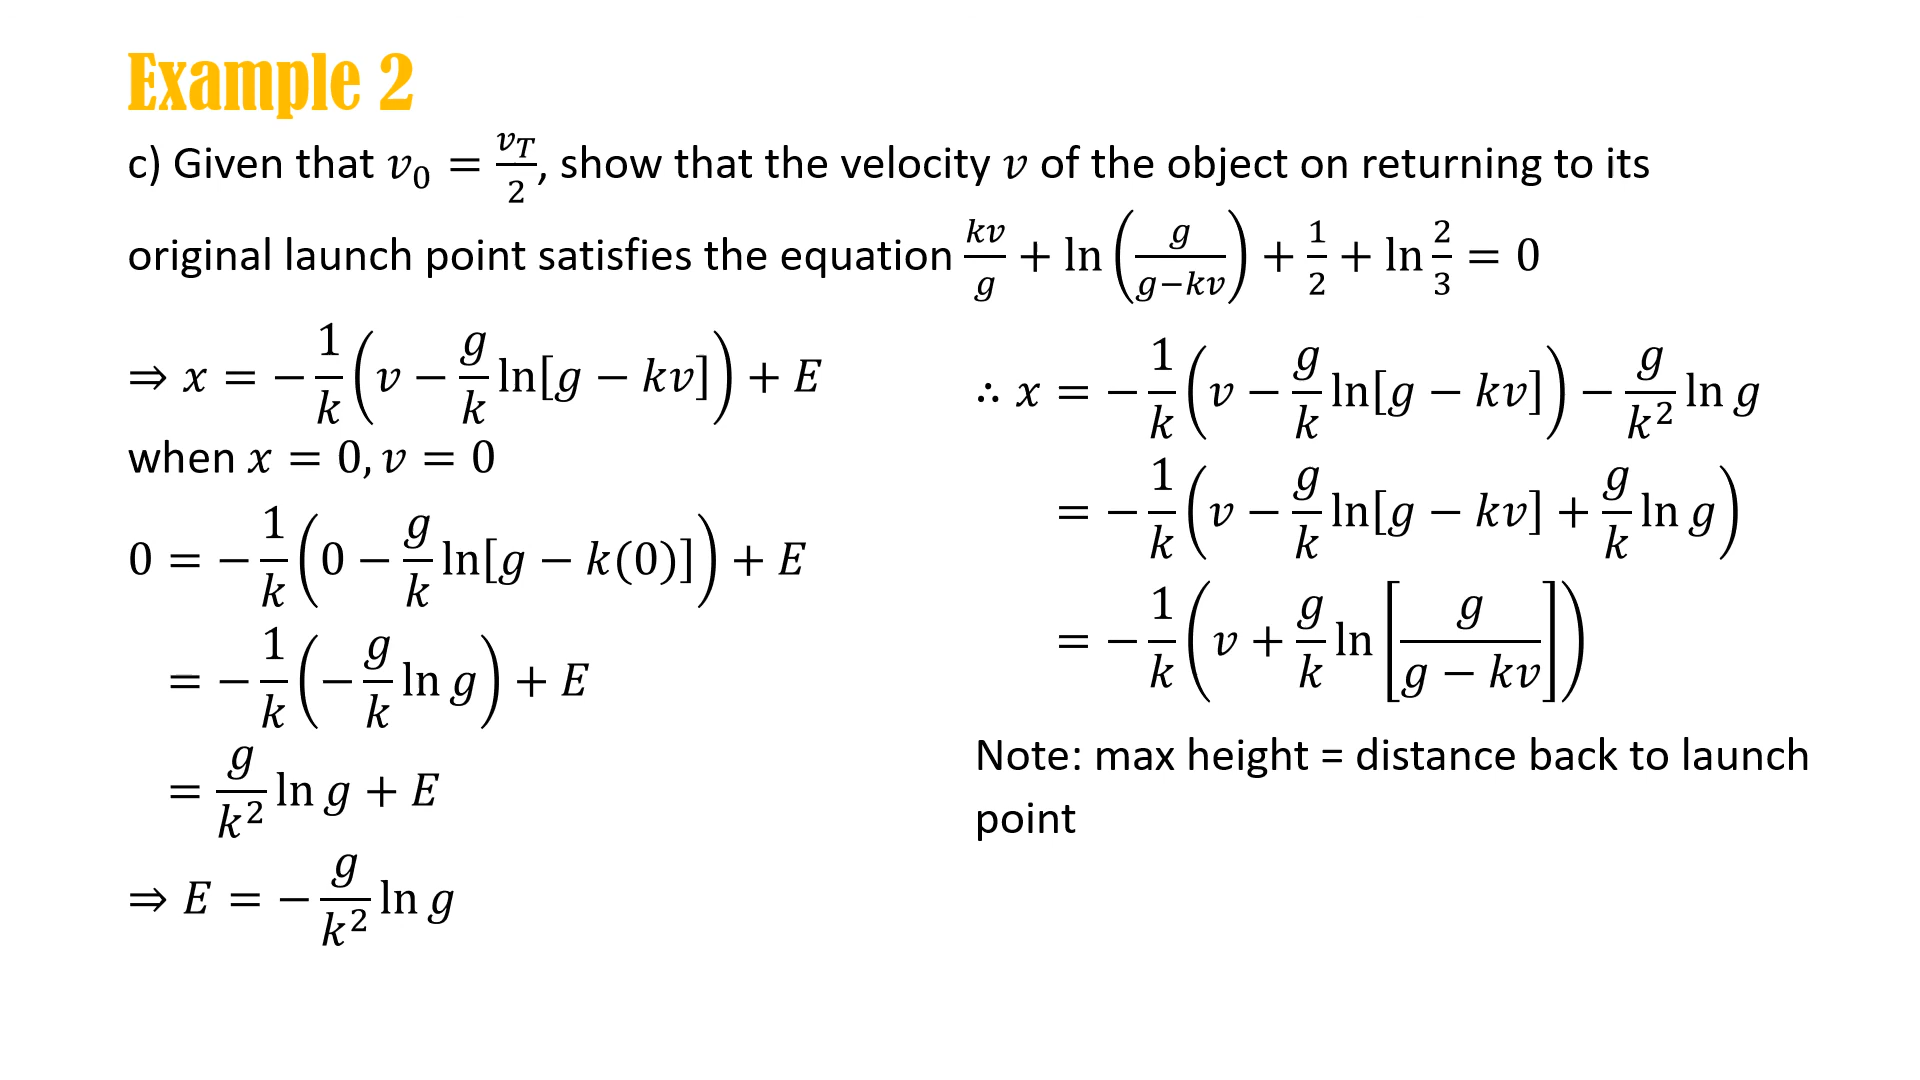 Example 2
c) Given that v₀ = v_T/2, show that the velocity v of the object on returning to its
original launch point satisfies the equation kv/g + ln(g/(g−kv)) + 1/2 + ln 2/3 = 0
⇒ x = −1/k (v − g/k ln[g − kv]) + E
when x = 0, v = 0
0 = −1/k (0 − g/k ln[g − k(0)]) + E
= −1/k (−g/k ln g) + E
= g/k² ln g + E
⇒ E = −g/k² ln g
∴ x = −1/k (v − g/k ln[g − kv]) − g/k² ln g
= −1/k (v − g/k ln[g − kv] + g/k ln g)
= −1/k (v + g/k ln[g/(g − kv)])
Note: max height = distance back to launch
point